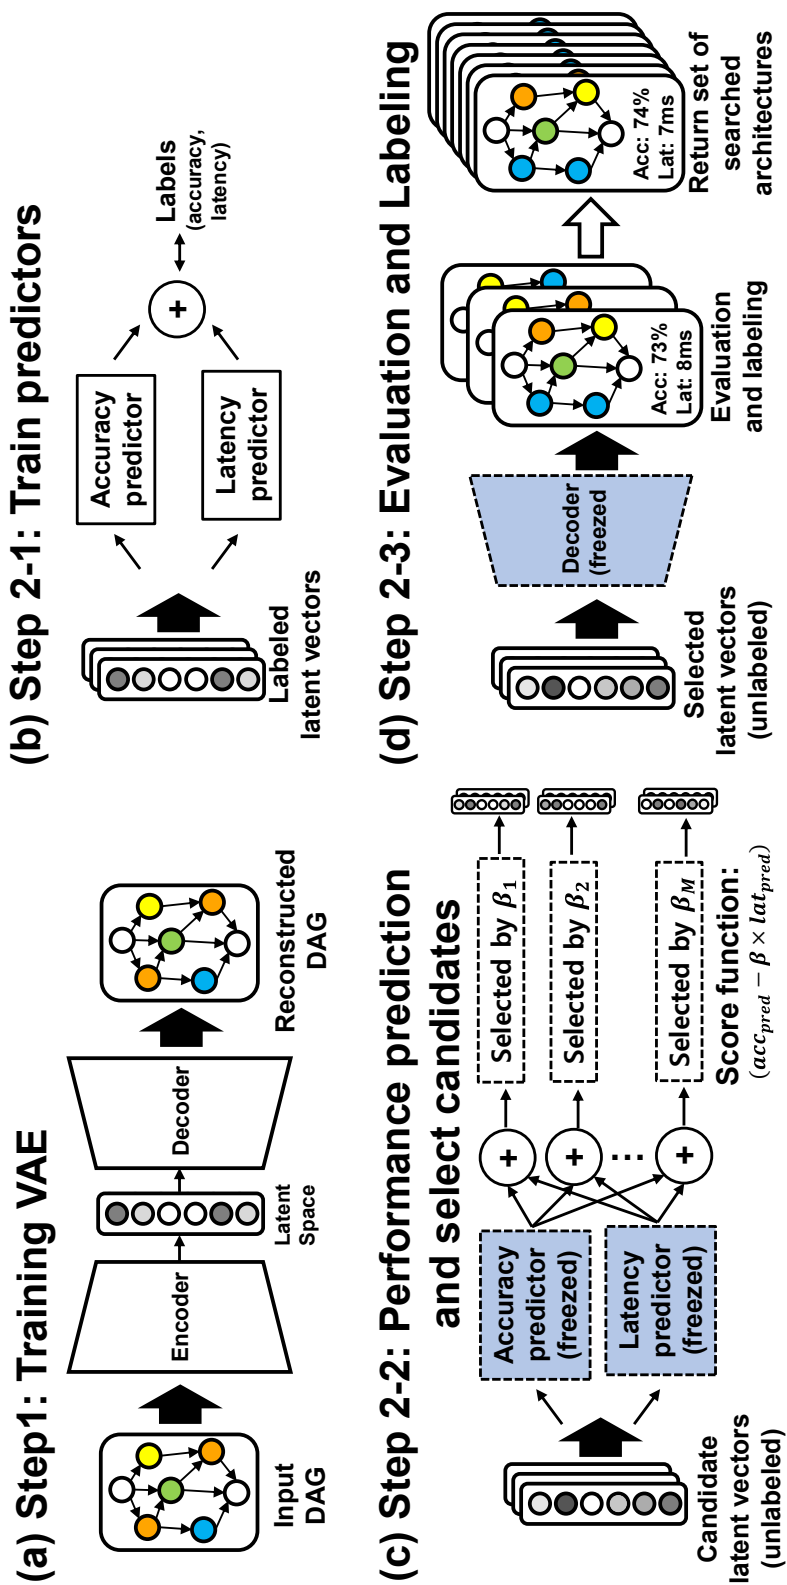 (a) Step1: Training VAE
Input
DAG
Encoder
Latent
Space
Decoder
Reconstructed
DAG
(b) Step 2-1: Train predictors
Labeled
latent vectors
Accuracy
predictor
Latency
predictor
+
Labels
(accuracy,
latency)
(c) Step 2-2: Performance prediction
and select candidates
Candidate
latent vectors
(unlabeled)
Accuracy
predictor
(freezed)
Latency
predictor
(freezed)
+
+
...
+
Selected by β₁
Selected by β₂
Selected by β_M
Score function:
(acc_pred − β × lat_pred)
(d) Step 2-3: Evaluation and Labeling
Selected
latent vectors
(unlabeled)
Decoder
(freezed)
Acc: 73%
Lat: 8ms
Evaluation
and labeling
Acc: 74%
Lat: 7ms
Return set of
searched
architectures